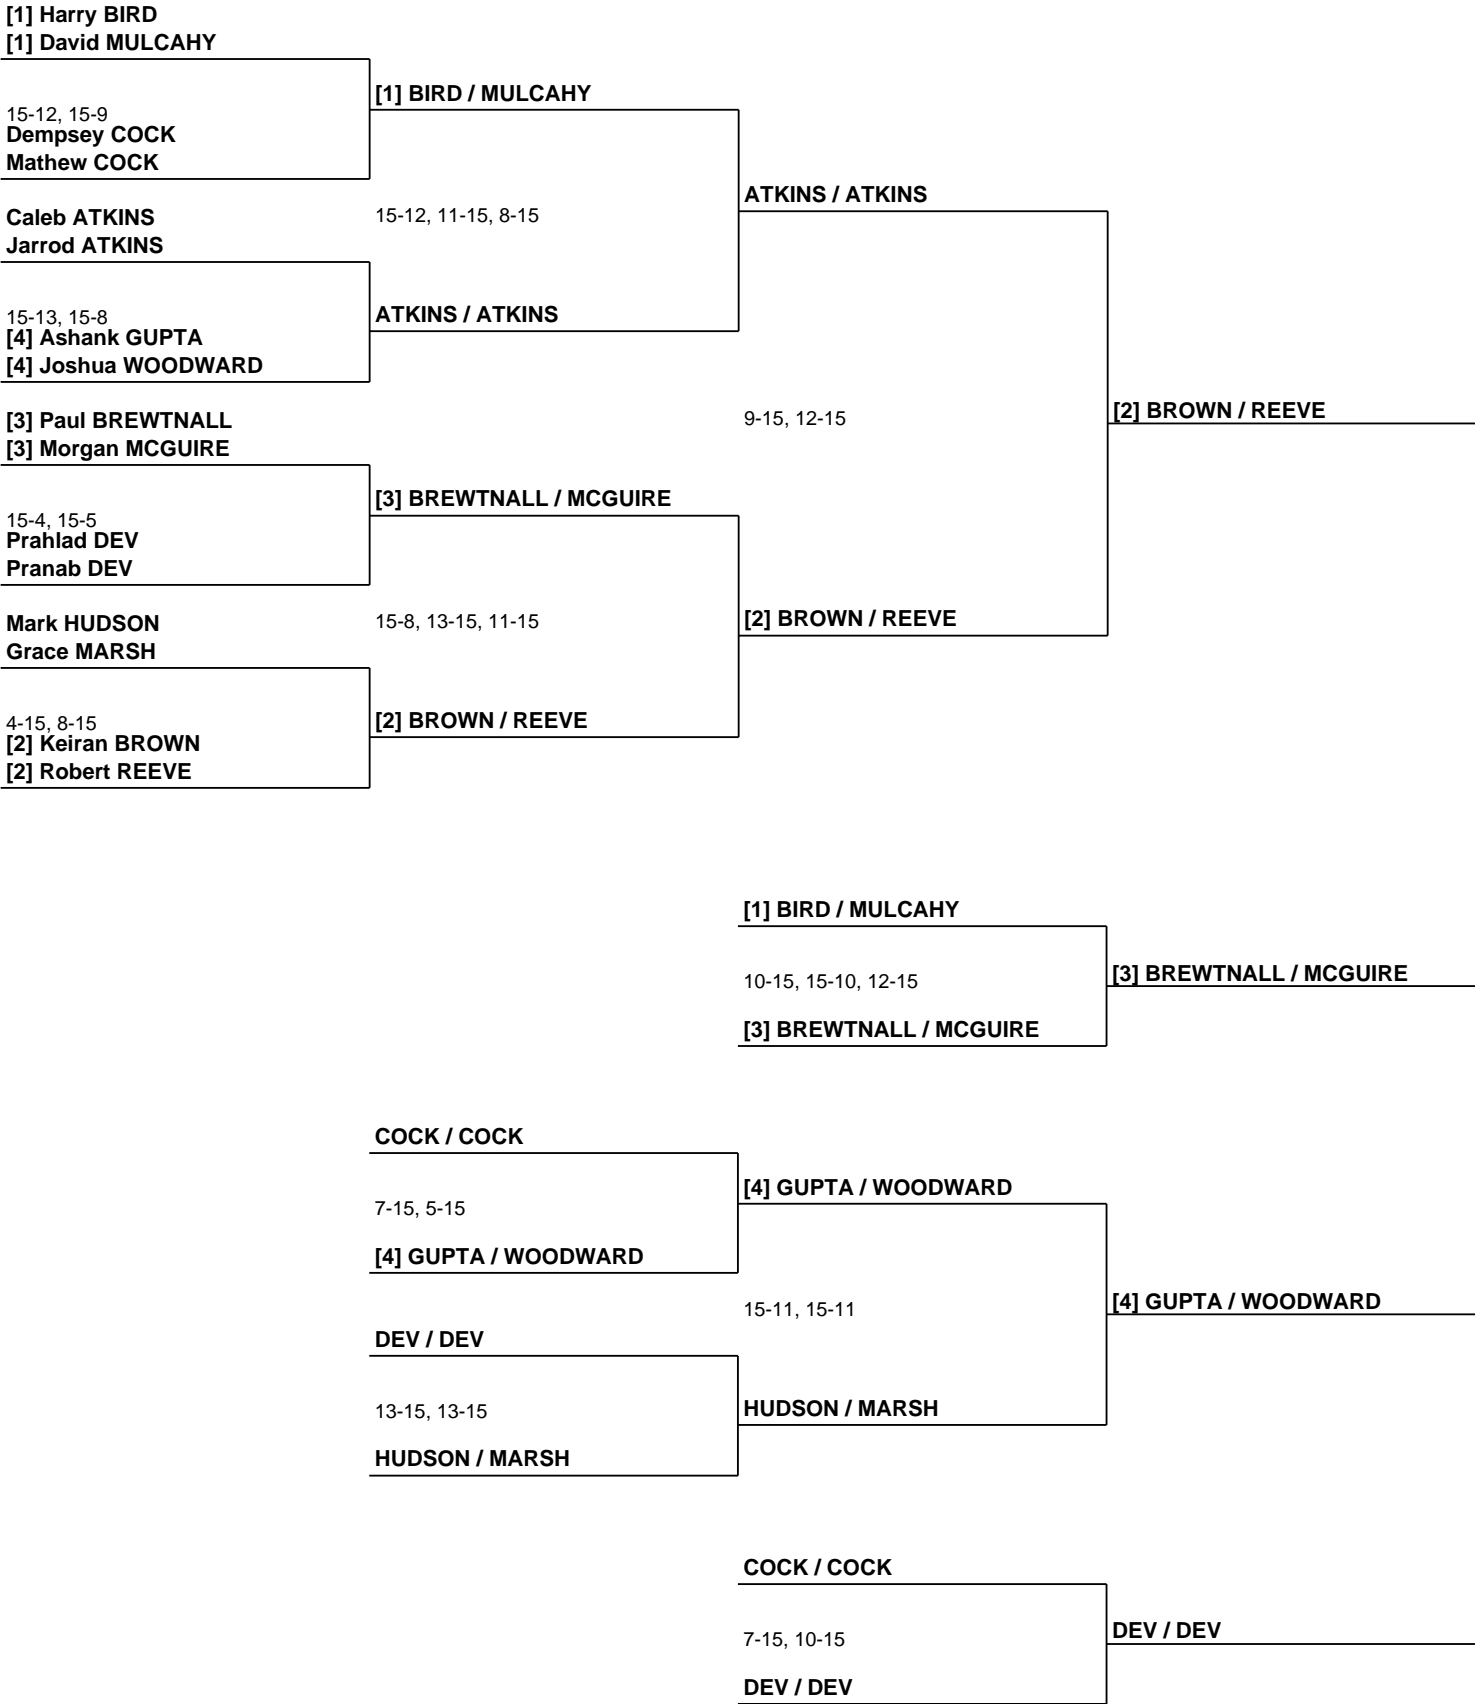 [1] Harry BIRD
[1] David MULCAHY
[1] BIRD / MULCAHY
15-12, 15-9
Dempsey COCK
Mathew COCK
ATKINS / ATKINS
Caleb ATKINS
15-12, 11-15, 8-15
Jarrod ATKINS
ATKINS / ATKINS
15-13, 15-8
[4] Ashank GUPTA
[4] Joshua WOODWARD
[2] BROWN / REEVE
[3] Paul BREWTNALL
9-15, 12-15
[3] Morgan MCGUIRE
[3] BREWTNALL / MCGUIRE
15-4, 15-5
Prahlad DEV
Pranab DEV
[2] BROWN / REEVE
Mark HUDSON
15-8, 13-15, 11-15
Grace MARSH
[2] BROWN / REEVE
4-15, 8-15
[2] Keiran BROWN
[2] Robert REEVE
[1] BIRD / MULCAHY
[3] BREWTNALL / MCGUIRE
10-15, 15-10, 12-15
[3] BREWTNALL / MCGUIRE
COCK / COCK
[4] GUPTA / WOODWARD
7-15, 5-15
[4] GUPTA / WOODWARD
[4] GUPTA / WOODWARD
15-11, 15-11
DEV / DEV
HUDSON / MARSH
13-15, 13-15
HUDSON / MARSH
COCK / COCK
DEV / DEV
7-15, 10-15
DEV / DEV